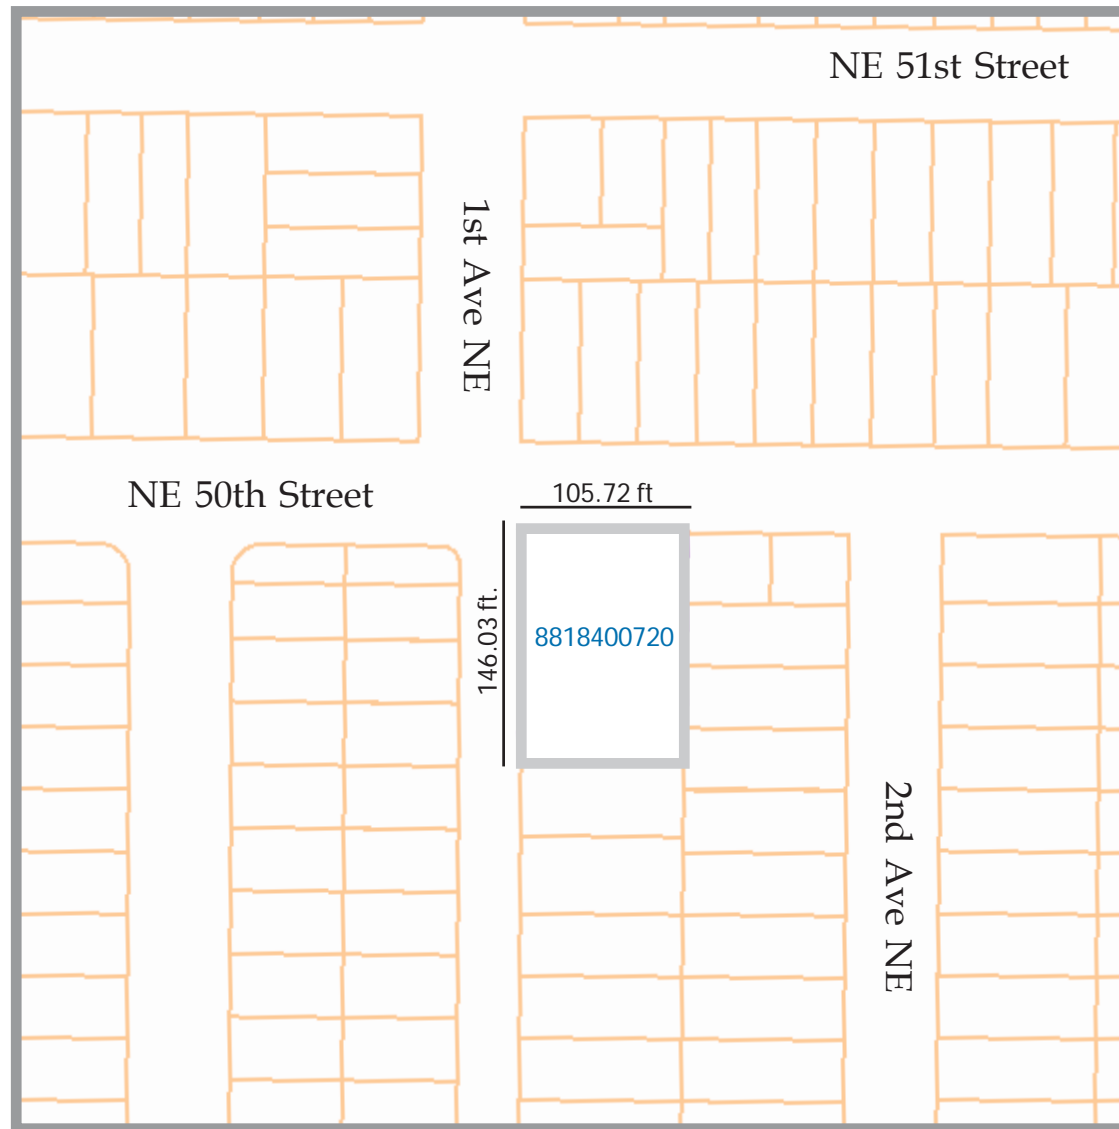 NE 51st Street
1st Ave NE
NE 50th Street
105.72 ft
146.03 ft.
8818400720
2nd Ave NE